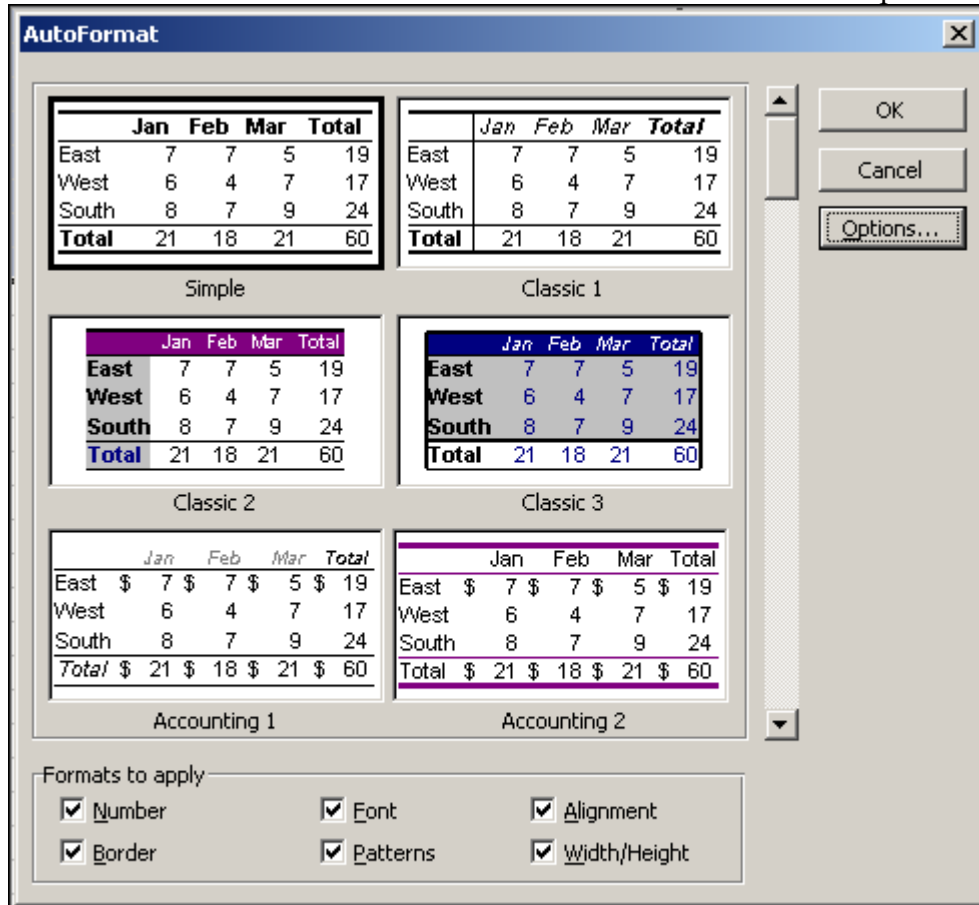 AutoFormat
Jan Feb Mar Total
East 7 7 5 19
West 6 4 7 17
South 8 7 9 24
Total 21 18 21 60
Simple
Jan Feb Mar Total
East 7 7 5 19
West 6 4 7 17
South 8 7 9 24
Total 21 18 21 60
Classic 1
OK
Cancel
Options...
Jan Feb Mar Total
East 7 7 5 19
West 6 4 7 17
South 8 7 9 24
Total 21 18 21 60
Classic 2
Jan Feb Mar Total
East 7 7 5 19
West 6 4 7 17
South 8 7 9 24
Total 21 18 21 60
Classic 3
Jan Feb Mar Total
East $ 7 $ 7 $ 5 $ 19
West 6 4 7 17
South 8 7 9 24
Total $ 21 $ 18 $ 21 $ 60
Accounting 1
Jan Feb Mar Total
East $ 7 $ 7 $ 5 $ 19
West 6 4 7 17
South 8 7 9 24
Total $ 21 $ 18 $ 21 $ 60
Accounting 2
Formats to apply
Number Font Alignment
Border Patterns Width/Height